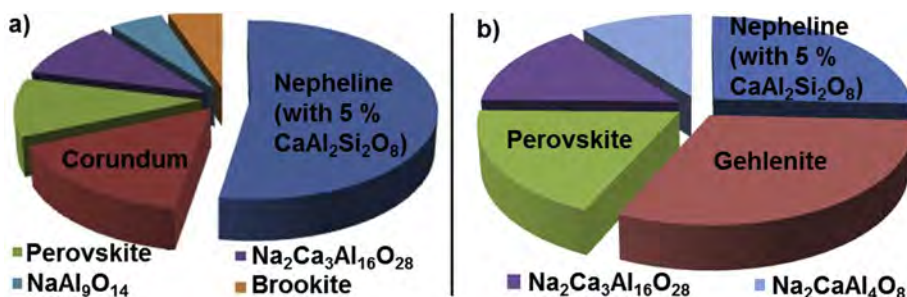 a)
Nepheline
(with 5 %
CaAl₂Si₂O₈)
Corundum
Perovskite
Na₂Ca₃Al₁₆O₂₈
NaAl₉O₁₄
Brookite
b)
Nepheline
(with 5 %
CaAl₂Si₂O₈)
Perovskite
Gehlenite
Na₂Ca₃Al₁₆O₂₈
Na₂CaAl₄O₈